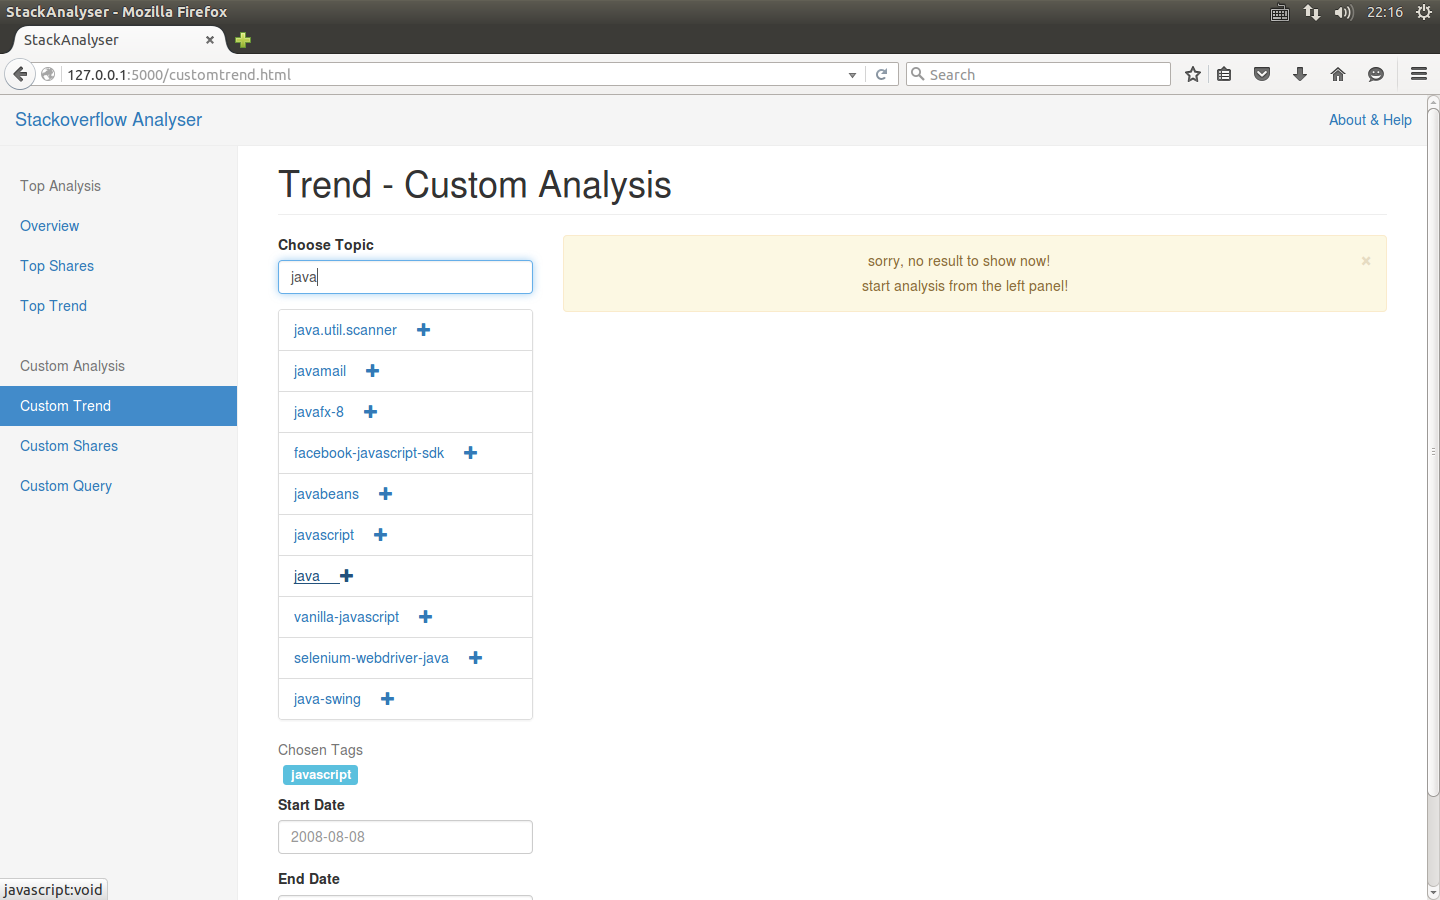 StackAnalyser - Mozilla Firefox
22:16
StackAnalyser
127.0.0.1:5000/customtrend.html
Search
Stackoverflow Analyser
About & Help
Top Analysis
Overview
Top Shares
Top Trend
Custom Analysis
Custom Trend
Custom Shares
Custom Query
Trend - Custom Analysis
Choose Topic
java
java.util.scanner
javamail
javafx-8
facebook-javascript-sdk
javabeans
javascript
java
vanilla-javascript
selenium-webdriver-java
java-swing
Chosen Tags
javascript
Start Date
2008-08-08
End Date
sorry, no result to show now!
start analysis from the left panel!
javascript:void